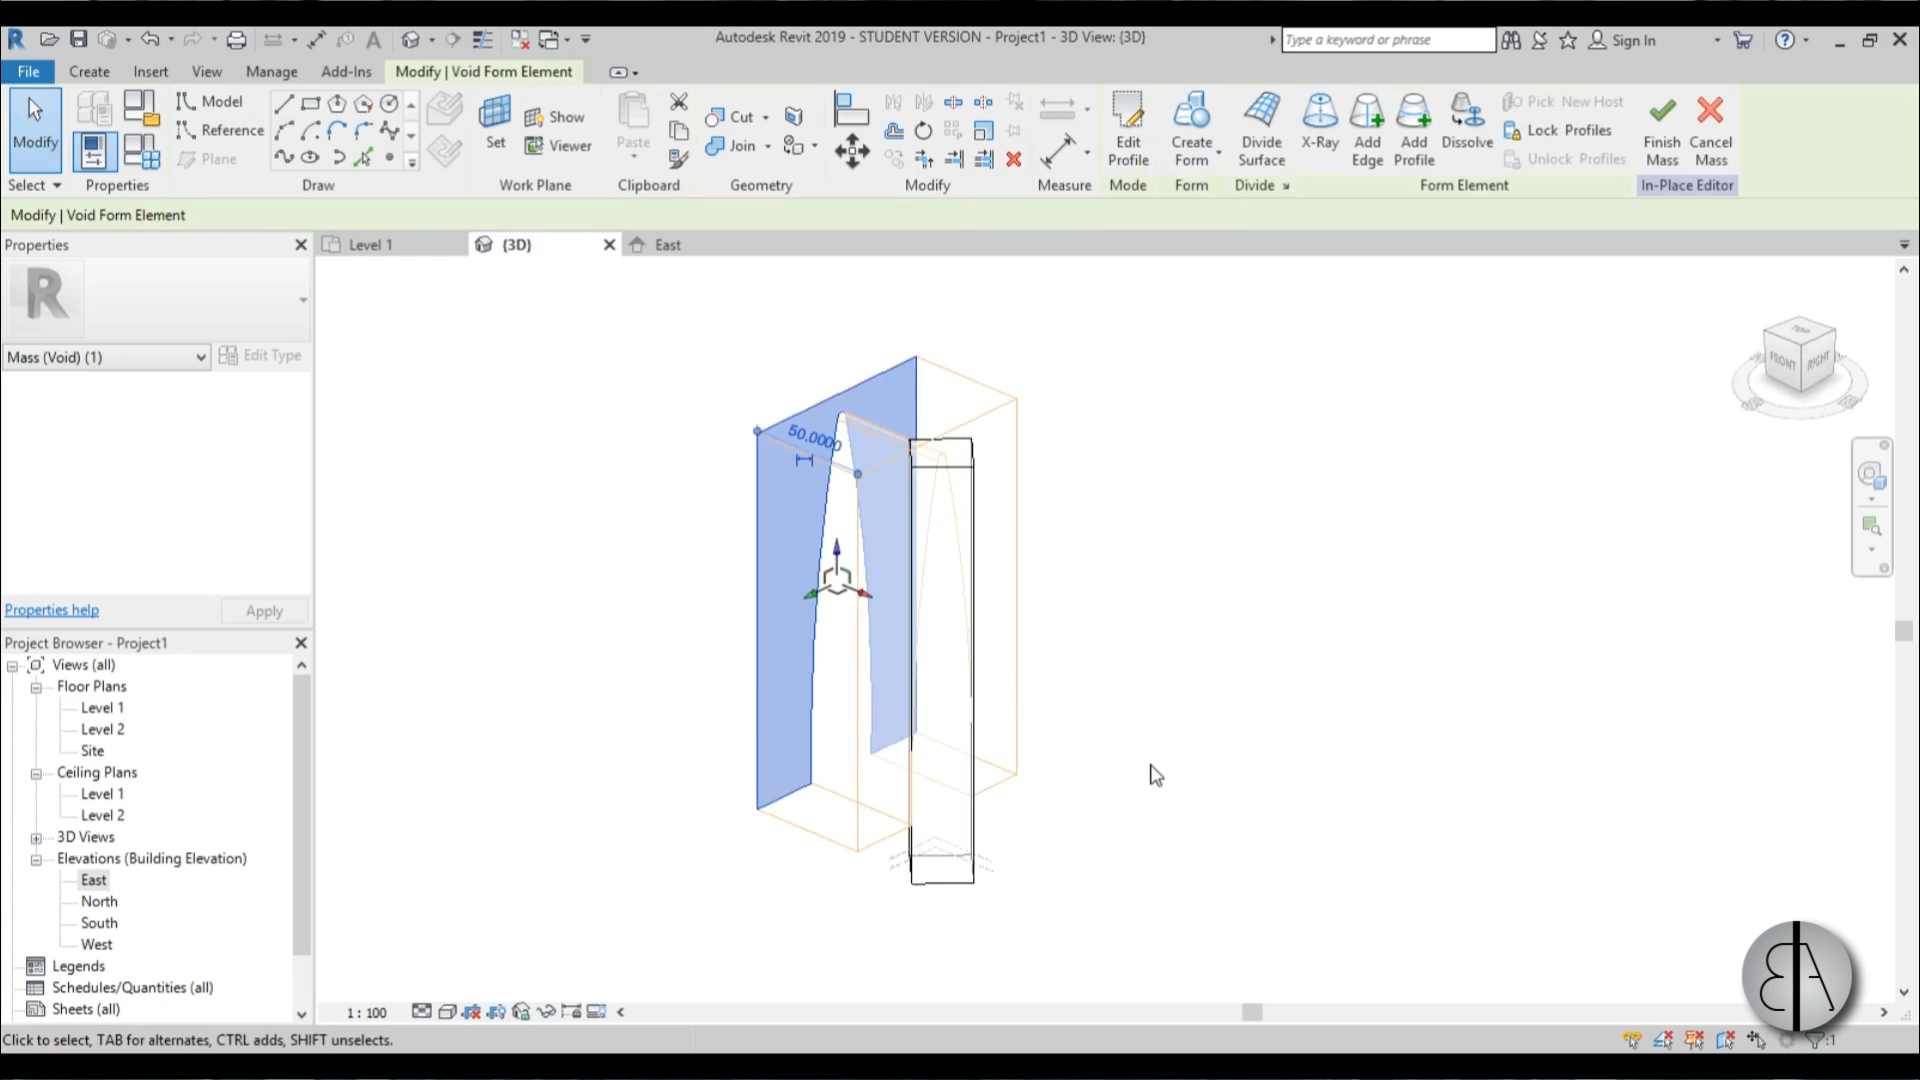 Autodesk Revit 2019 - STUDENT VERSION - Project1 - 3D View: {3D}
Type a keyword or phrase
Sign In
File
Create
Insert
View
Manage
Add-Ins
Modify | Void Form Element
Modify
Model
Reference
Plane
Set
Show
Viewer
Paste
Cut
Join
Edit Profile
Create Form
Divide Surface
X-Ray
Add Edge
Add Profile
Dissolve
Pick New Host
Lock Profiles
Unlock Profiles
Finish Mass
Cancel Mass
Select
Properties
Draw
Work Plane
Clipboard
Geometry
Modify
Measure
Mode
Form
Divide
Form Element
In-Place Editor
Modify | Void Form Element
Properties
Level 1
{3D}
East
R
Mass (Void) (1)
Edit Type
50.0000
TOP
FRONT
RIGHT
Properties help
Apply
Project Browser - Project1
Views (all)
Floor Plans
Level 1
Level 2
Site
Ceiling Plans
Level 1
Level 2
3D Views
Elevations (Building Elevation)
East
North
South
West
Legends
Schedules/Quantities (all)
Sheets (all)
1 : 100
BA
Click to select, TAB for alternates, CTRL adds, SHIFT unselects.
:1